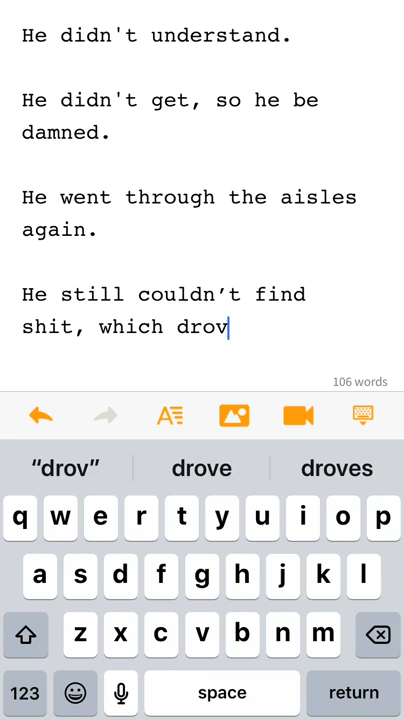 He didn't understand.
He didn't get, so he be
damned.
He went through the aisles
again.
He still couldn’t find
shit, which drov
106 words
“drov” drove droves
q w e r t y u i o p
a s d f g h j k l
z x c v b n m
123 space return